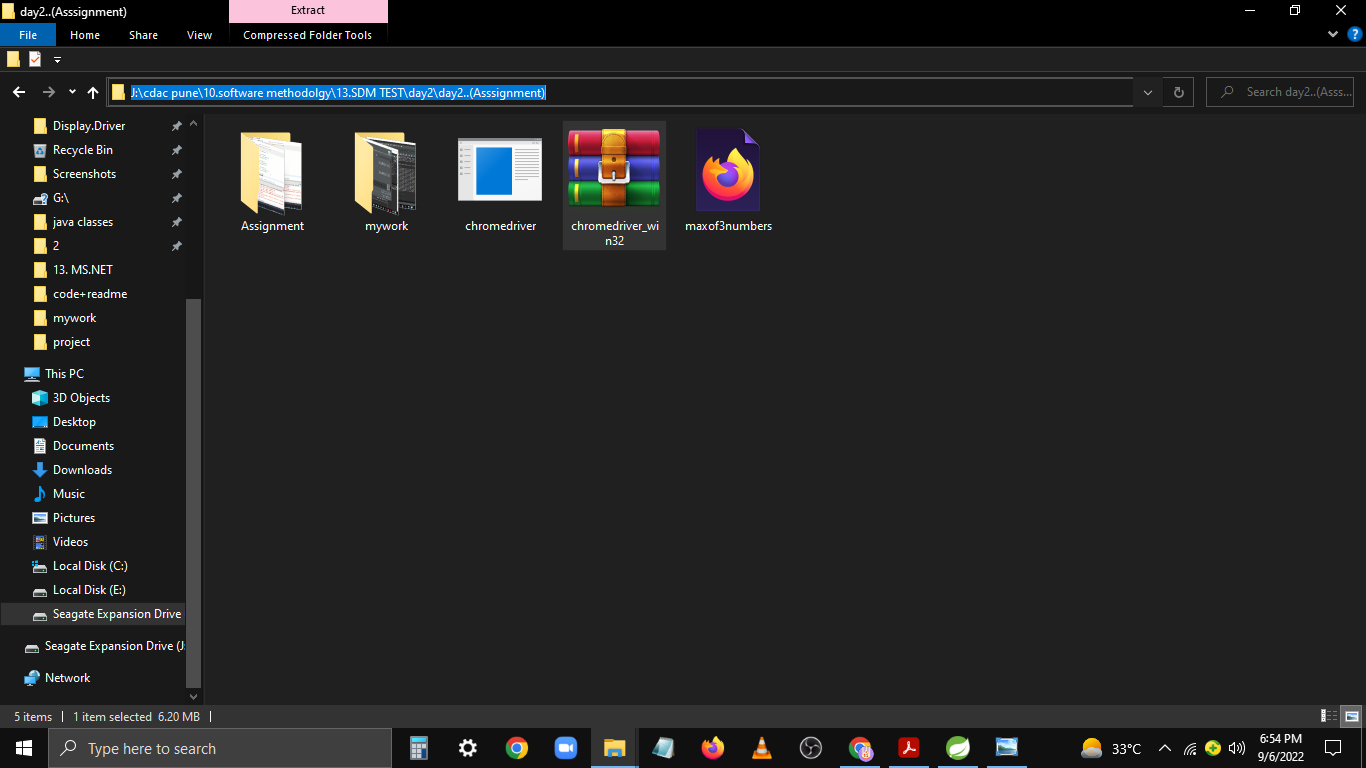 day2..(Asssignment)
Extract
File
Home
Share
View
Compressed Folder Tools
J:\cdac pune\10.software methodolgy\13.SDM TEST\day2\day2..(Asssignment)
Search day2..(Asss...
Display.Driver
Recycle Bin
Screenshots
G:\
java classes
2
13. MS.NET
code+readme
mywork
project
This PC
3D Objects
Desktop
Documents
Downloads
Music
Pictures
Videos
Local Disk (C:)
Local Disk (E:)
Seagate Expansion Drive
Seagate Expansion Drive (J:
Network
Assignment
mywork
chromedriver
chromedriver_wi
n32
maxof3numbers
5 items
1 item selected 6.20 MB
Type here to search
33°C
6:54 PM
9/6/2022